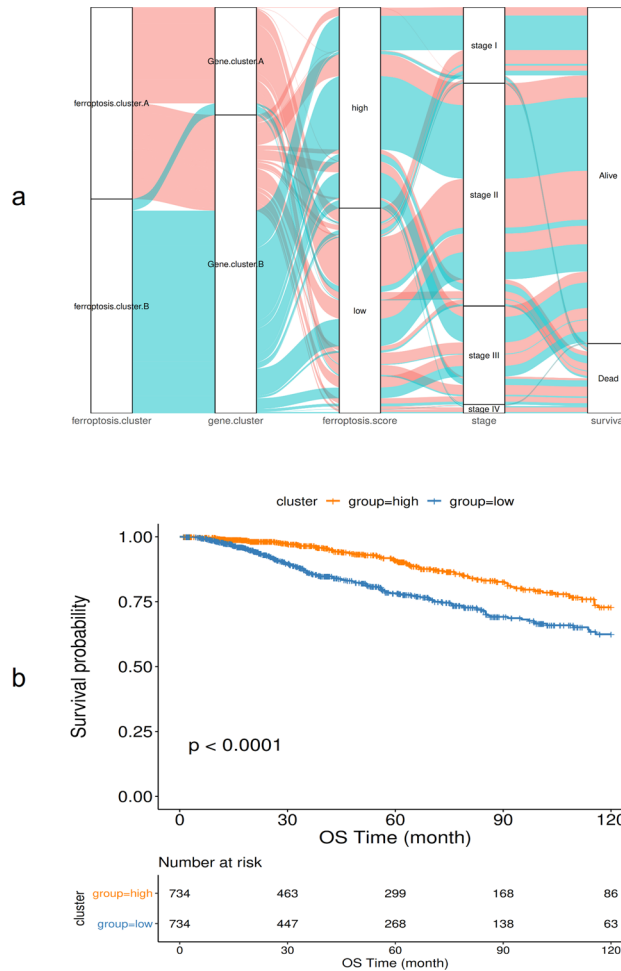 a
ferroptosis.cluster.A
ferroptosis.cluster.B
Gene.cluster.A
Gene.cluster.B
high
low
stage I
stage II
stage III
stage IV
Alive
Dead
ferroptosis.cluster
gene.cluster
ferroptosis.score
stage
surviva
b
cluster group=high group=low
Survival probability
1.00
0.75
0.50
0.25
0.00
p < 0.0001
0 30 60 90 120
OS Time (month)
Number at risk
cluster
group=high 734 463 299 168 86
group=low 734 447 268 138 63
0 30 60 90 120
OS Time (month)